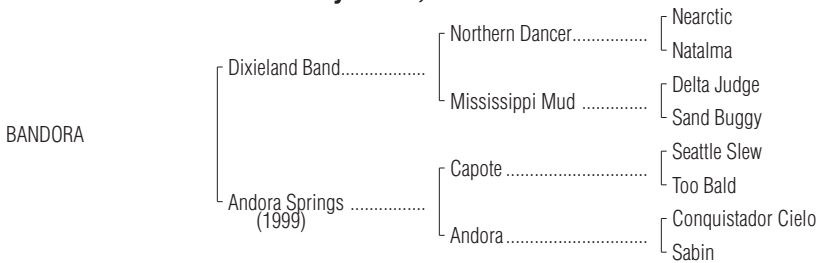 Nearctic
Northern Dancer................
Natalma
Dixieland Band..................
Delta Judge
Mississippi Mud ..............
Sand Buggy
BANDORA
Seattle Slew
Capote ..............................
Too Bald
Andora Springs ................
(1999)
Conquistador Cielo
Andora..............................
Sabin